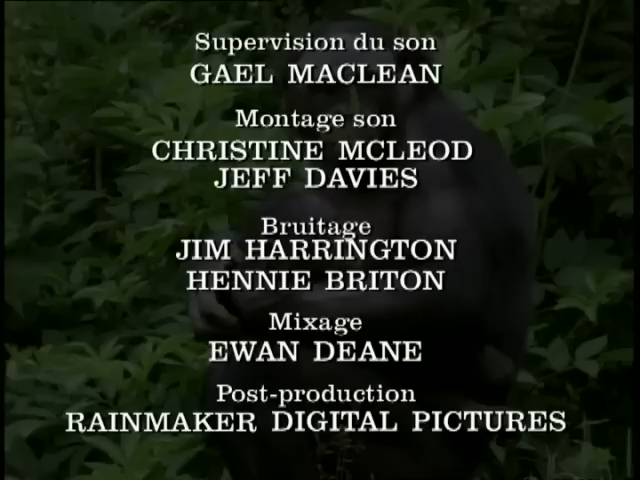 Supervision du son
GAEL MACLEAN
Montage son
CHRISTINE MCLEOD
JEFF DAVIES
Bruitage
JIM HARRINGTON
HENNIE BRITON
Mixage
EWAN DEANE
Post-production
RAINMAKER DIGITAL PICTURES